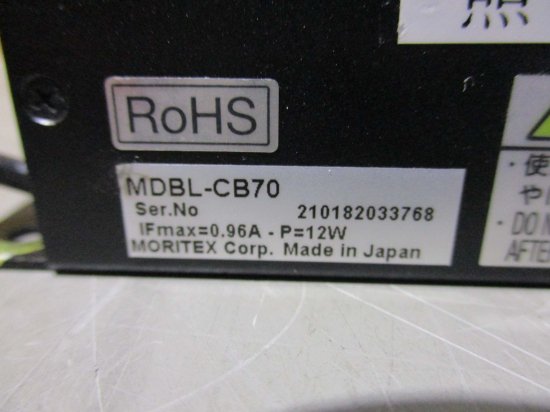 照
RoHS
MDBL-CB70
Ser.No 210182033768
IFmax=0.96A - P=12W
MORITEX Corp. Made in Japan
・使
や
・DO
AFTE